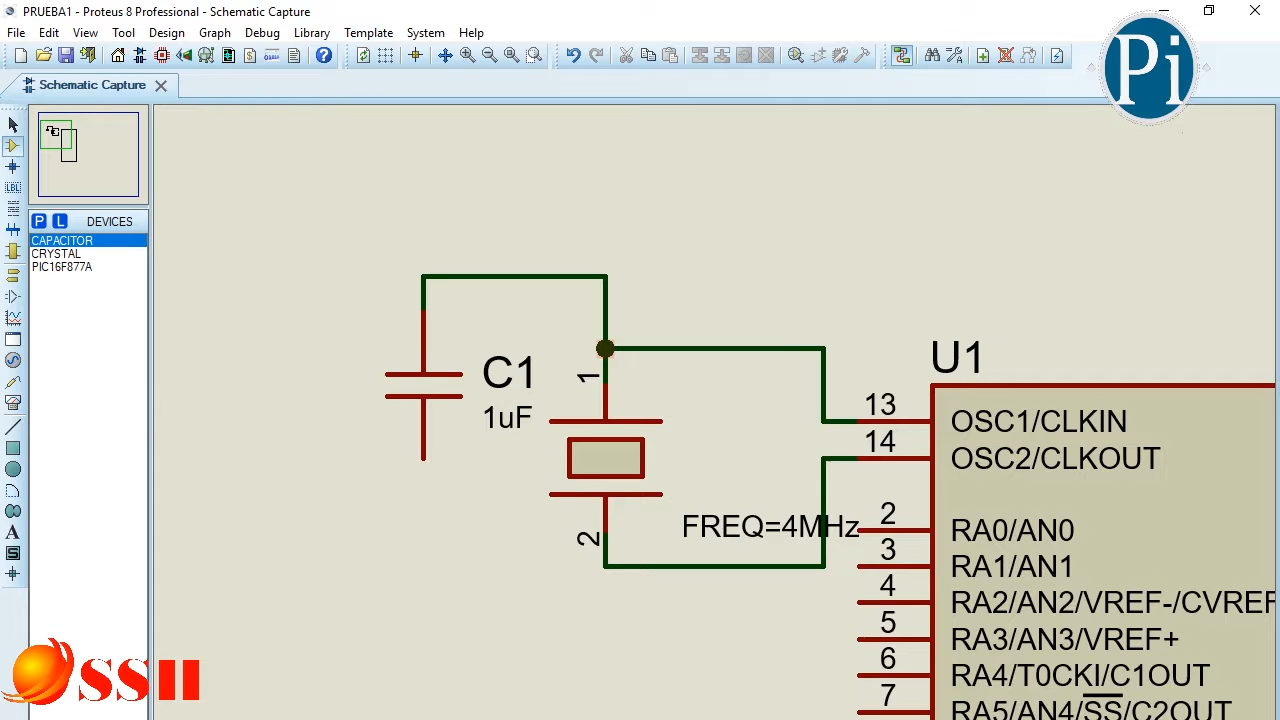 PRUEBA1 - Proteus 8 Professional - Schematic Capture
File Edit View Tool Design Graph Debug Library Template System Help
Pi
Schematic Capture
LBL
P L DEVICES
CAPACITOR
CRYSTAL
PIC16F877A
A
S
C1
1uF
1
2
FREQ=4MHz
U1
13 OSC1/CLKIN
14 OSC2/CLKOUT
2 RA0/AN0
3 RA1/AN1
4 RA2/AN2/VREF-/CVREF
5 RA3/AN3/VREF+
6 RA4/T0CKI/C1OUT
7 RA5/AN4/SS/C2OUT
OSSII